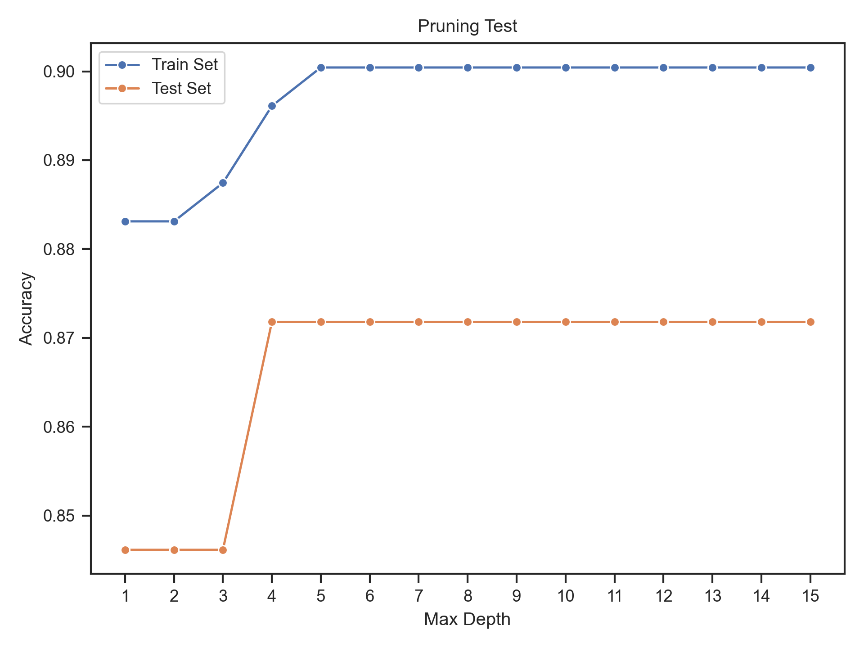 Pruning Test
Train Set
Test Set
0.90
0.89
0.88
0.87
0.86
0.85
Accuracy
1 2 3 4 5 6 7 8 9 10 11 12 13 14 15
Max Depth